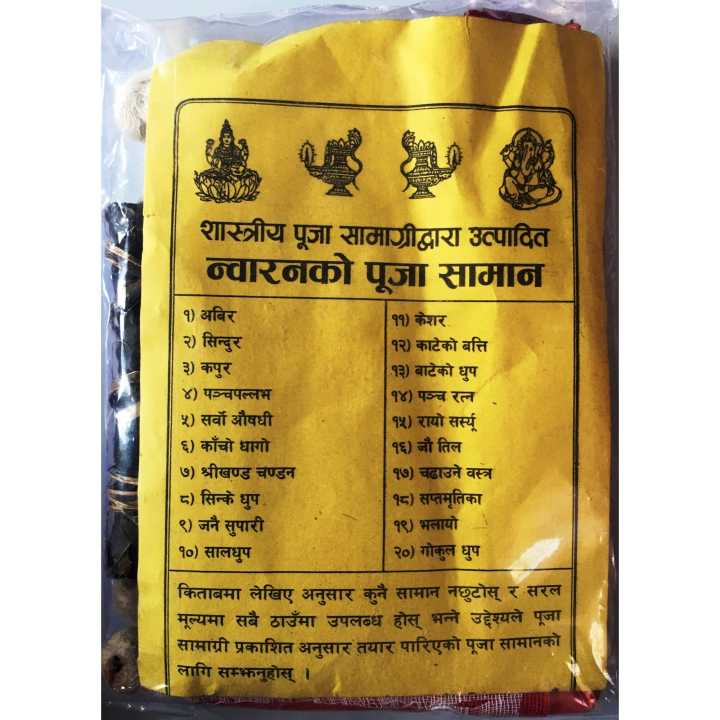 शास्त्रीय पूजा सामाग्रीद्वारा उत्पादित
न्वारनको पूजा सामान
१) अबिर
२) सिन्दुर
३) कपुर
४) पञ्चपल्लभ
५) सर्वो औषधी
६) काँचो धागो
७) श्रीखण्ड चण्डन
८) सिन्के धुप
९) जनै सुपारी
१०) सालधुप
११) केशर
१२) काटेको बत्ति
१३) बाटेको धुप
१४) पञ्च रत्न
१५) रायो सर्स्यू
१६) जौ तिल
१७) चढाउने वस्त्र
१८) सप्तमृतिका
१९) भलायो
२०) गोकुल धुप
किताबमा लेखिए अनुसार कुनै सामान नछुटोस् र सरल
मूल्यमा सबै ठाउँमा उपलब्ध होस् भन्ने उद्देश्यले पूजा
सामाग्री प्रकाशित अनुसार तयार पारिएको पूजा सामानको
लागि सम्झनुहोस् ।